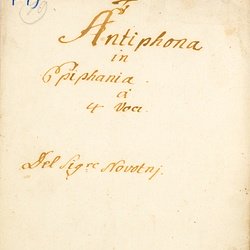 Antiphona
in
Epiphania
à
4 Voci
Del Sigre Novotnj.